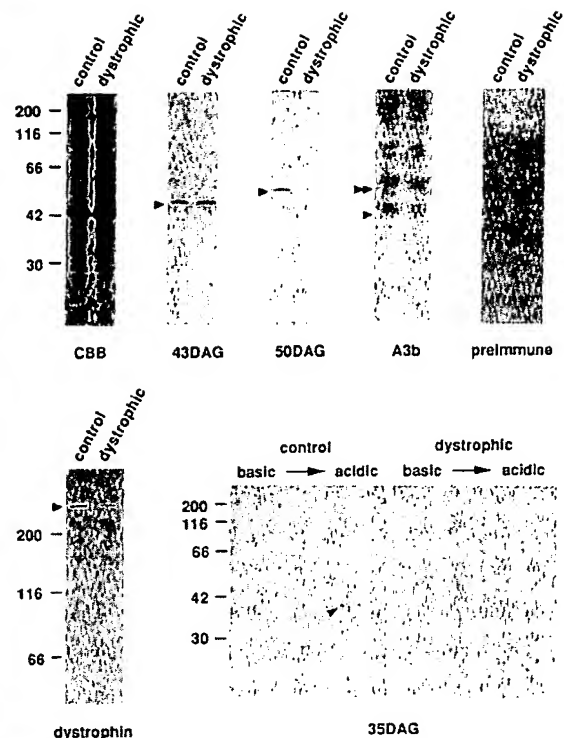 control dystrophic control dystrophic control dystrophic control dystrophic control dystrophic
200
116
66
42
30
CBB 43DAG 50DAG A3b preimmune
control dystrophic
200
116
66
dystrophin
control dystrophic
basic acidic basic acidic
200
116
66
42
30
35DAG